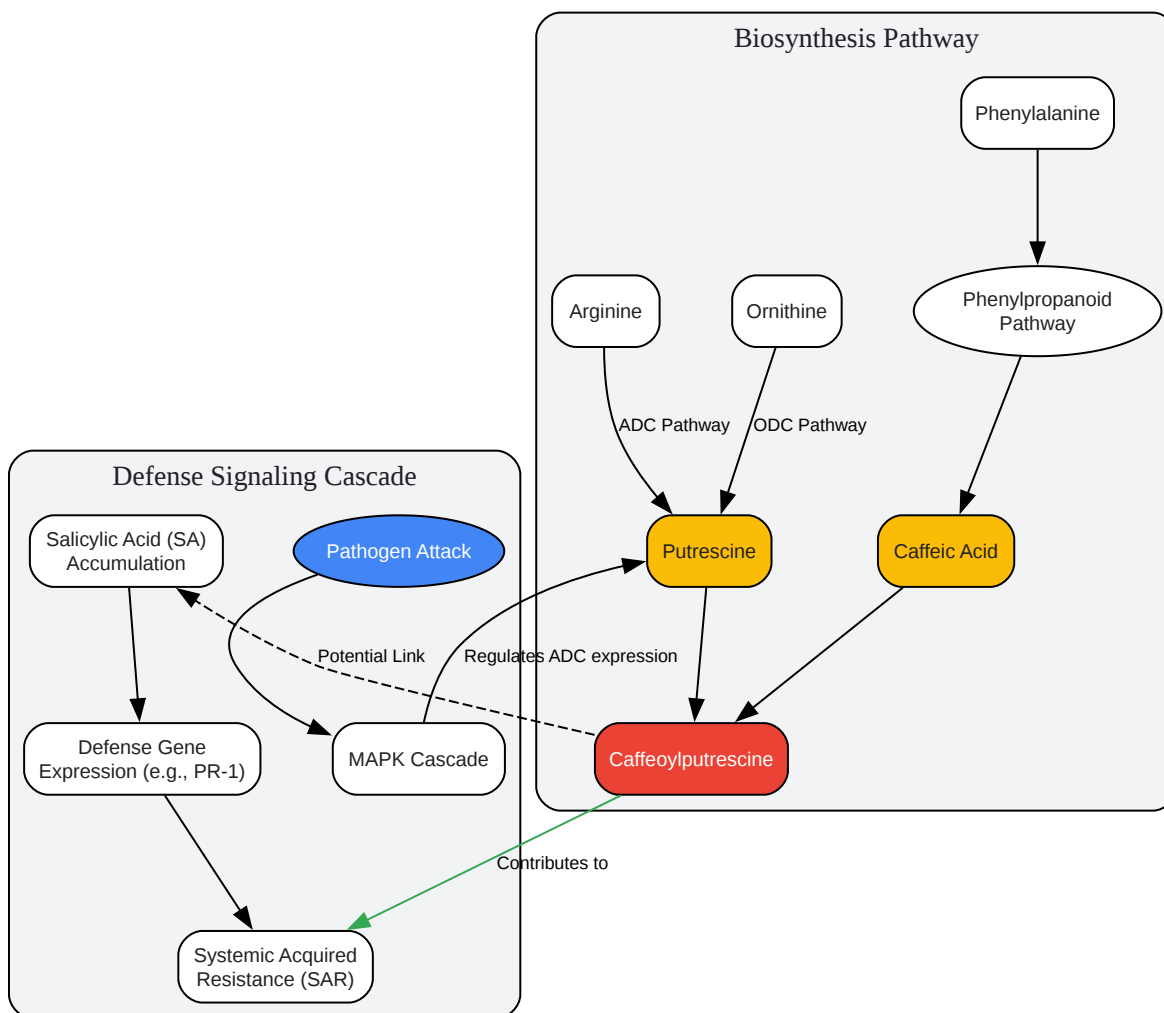 Biosynthesis Pathway
Phenylalanine
Arginine
Ornithine
Phenylpropanoid
Pathway
ADC Pathway
ODC Pathway
Defense Signaling Cascade
Salicylic Acid (SA)
Accumulation
Pathogen Attack
Putrescine
Caffeic Acid
Potential Link
Regulates ADC expression
Defense Gene
Expression (e.g., PR-1)
MAPK Cascade
Caffeoylputrescine
Contributes to
Systemic Acquired
Resistance (SAR)